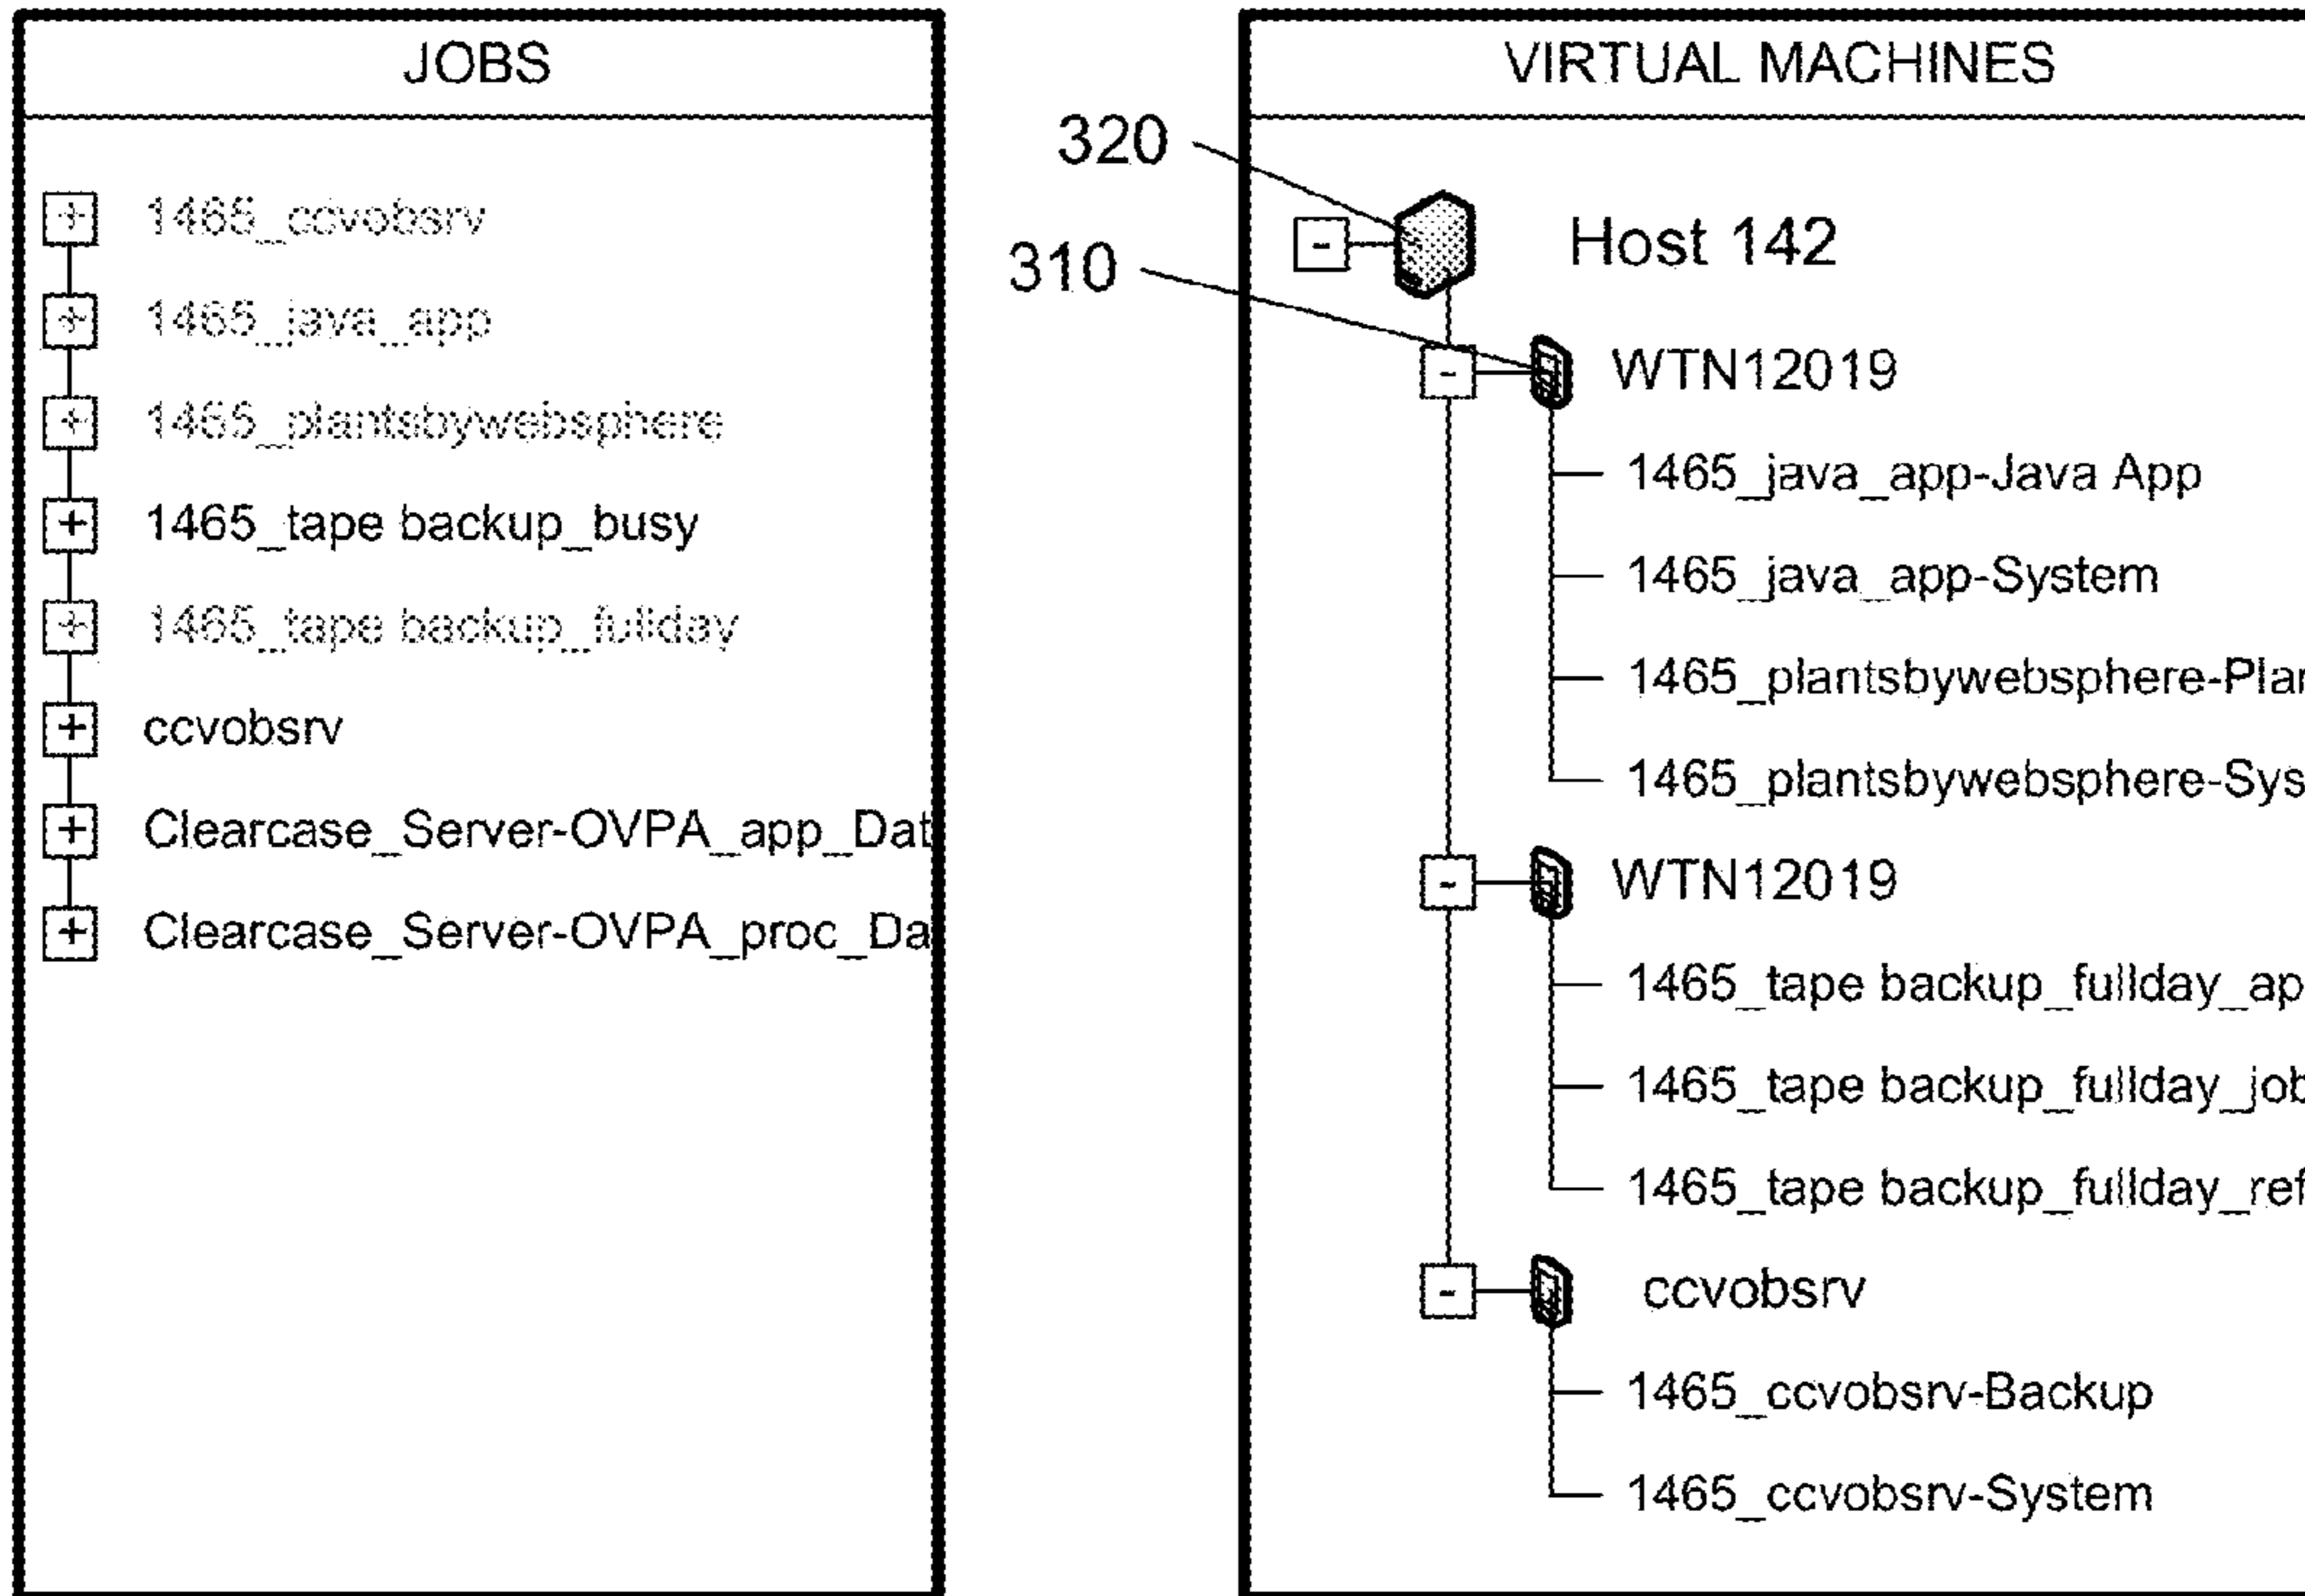 JOBS
1465_ccvobsrv
1465_java_app
1465_plantsbywebsphere
1465_tape backup_busy
1465_tape backup_fullday
ccvobsrv
Clearcase_Server-OVPA_app_Dat
Clearcase_Server-OVPA_proc_Da
320
310
VIRTUAL MACHINES
Host 142
WTN12019
1465_java_app-Java App
1465_java_app-System
1465_plantsbywebsphere-Plan
1465_plantsbywebsphere-Sys
WTN12019
1465_tape backup_fullday_ap
1465_tape backup_fullday_job
1465_tape backup_fullday_ref
ccvobsrv
1465_ccvobsrv-Backup
1465_ccvobsrv-System